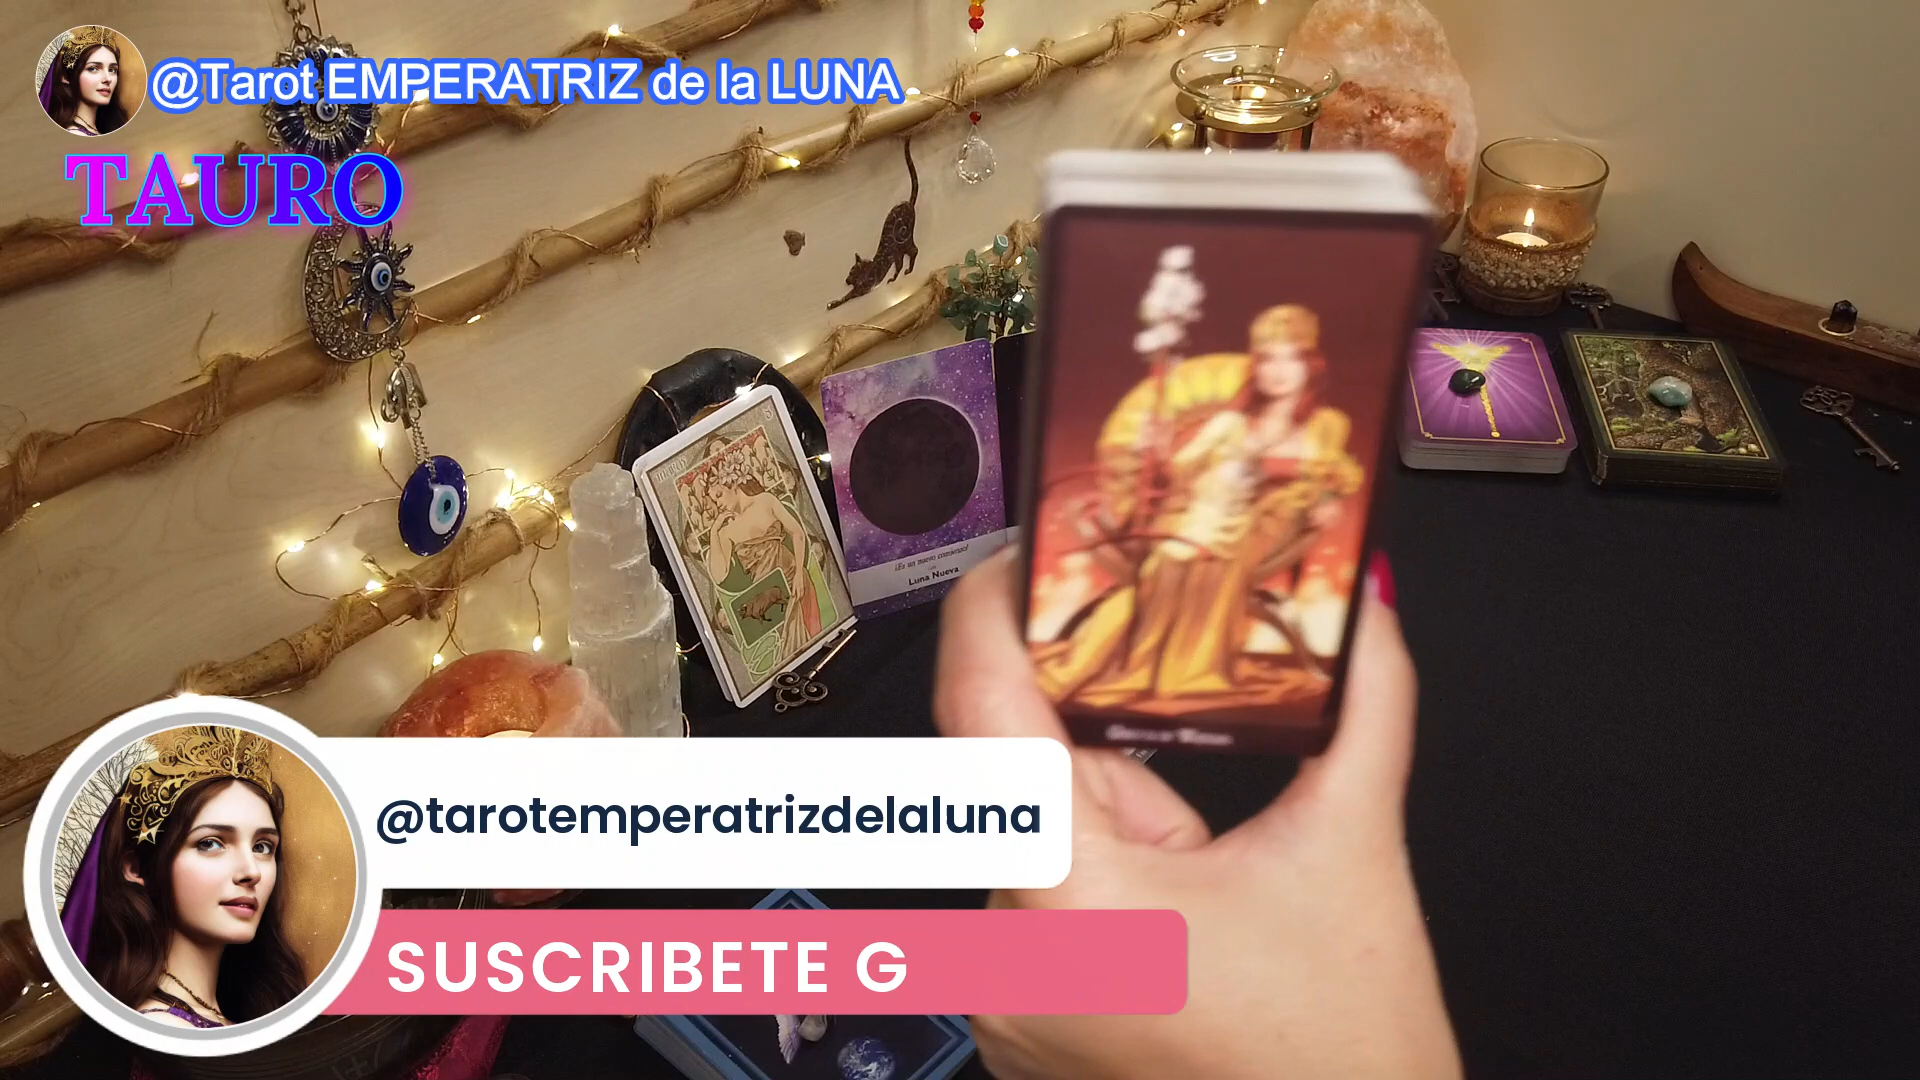 @Tarot EMPERATRIZ de la LUNA
TAURO
¡Es un nuevo comienzo!
Luna Nueva
@tarotemperatrizdelaluna
SUSCRIBETE G